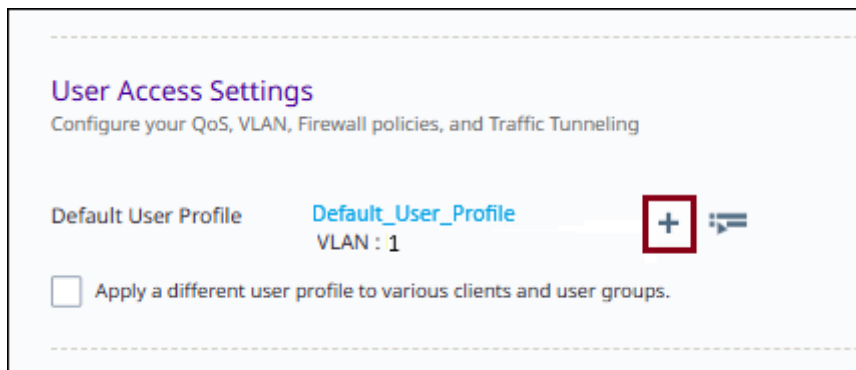 User Access Settings
Configure your QoS, VLAN, Firewall policies, and Traffic Tunneling
Default User Profile
Default_User_Profile
VLAN : 1
Apply a different user profile to various clients and user groups.